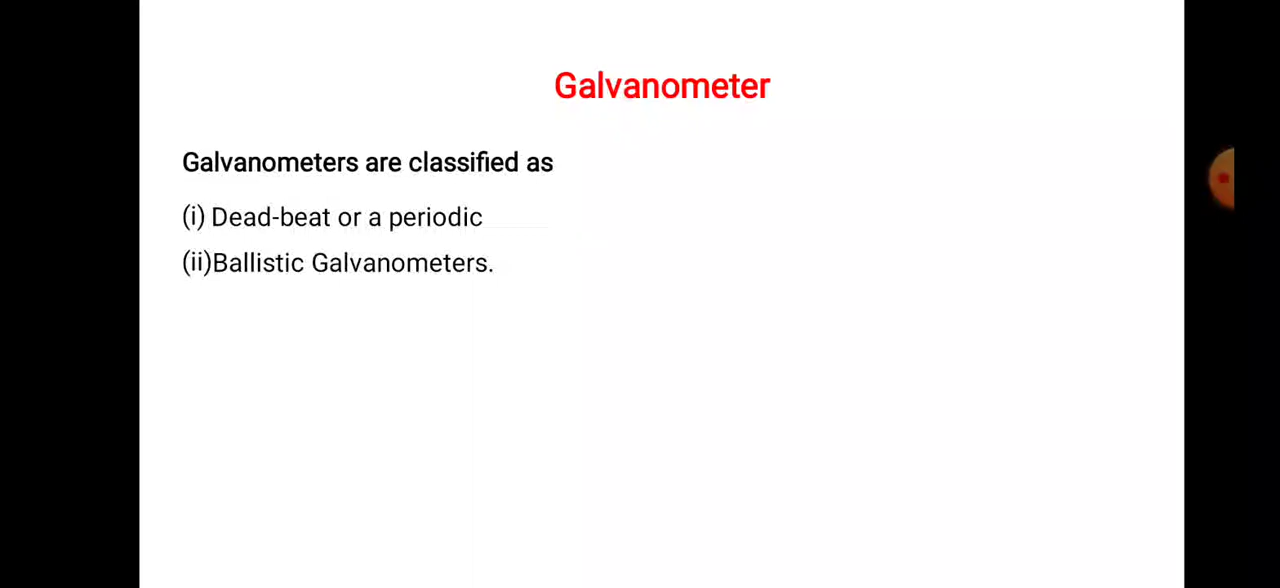 Galvanometer
Galvanometers are classified as
(i) Dead-beat or a periodic
(ii)Ballistic Galvanometers.